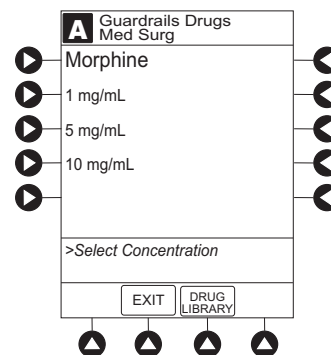 A
Guardrails Drugs
Med Surg
Morphine
1 mg/mL
5 mg/mL
10 mg/mL
>Select Concentration
EXIT
DRUG
LIBRARY